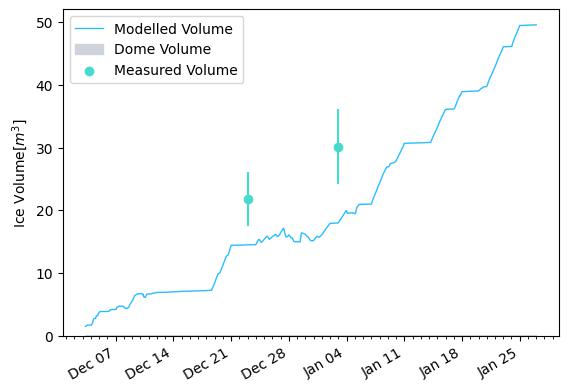 Modelled Volume
Dome Volume
Measured Volume
Ice Volume[m³]
50
40
30
20
10
0
Dec 07
Dec 14
Dec 21
Dec 28
Jan 04
Jan 11
Jan 18
Jan 25